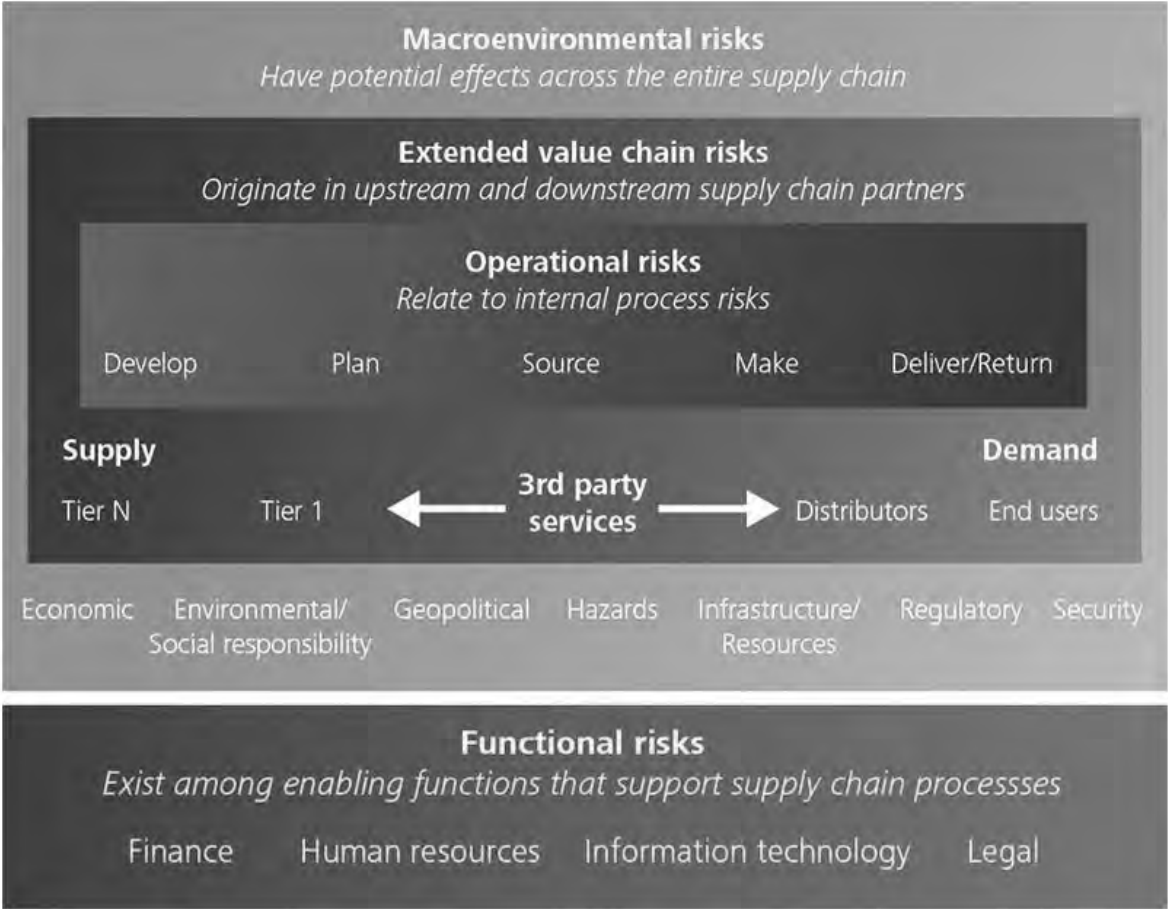 Macroenvironmental risks
Have potential effects across the entire supply chain
Extended value chain risks
Originate in upstream and downstream supply chain partners
Operational risks
Relate to internal process risks
Develop Plan Source Make Deliver/Return
Supply Demand
Tier N Tier 1 3rd party services Distributors End users
Economic Environmental/ Social responsibility Geopolitical Hazards Infrastructure/ Resources Regulatory Security
Functional risks
Exist among enabling functions that support supply chain processses
Finance Human resources Information technology Legal